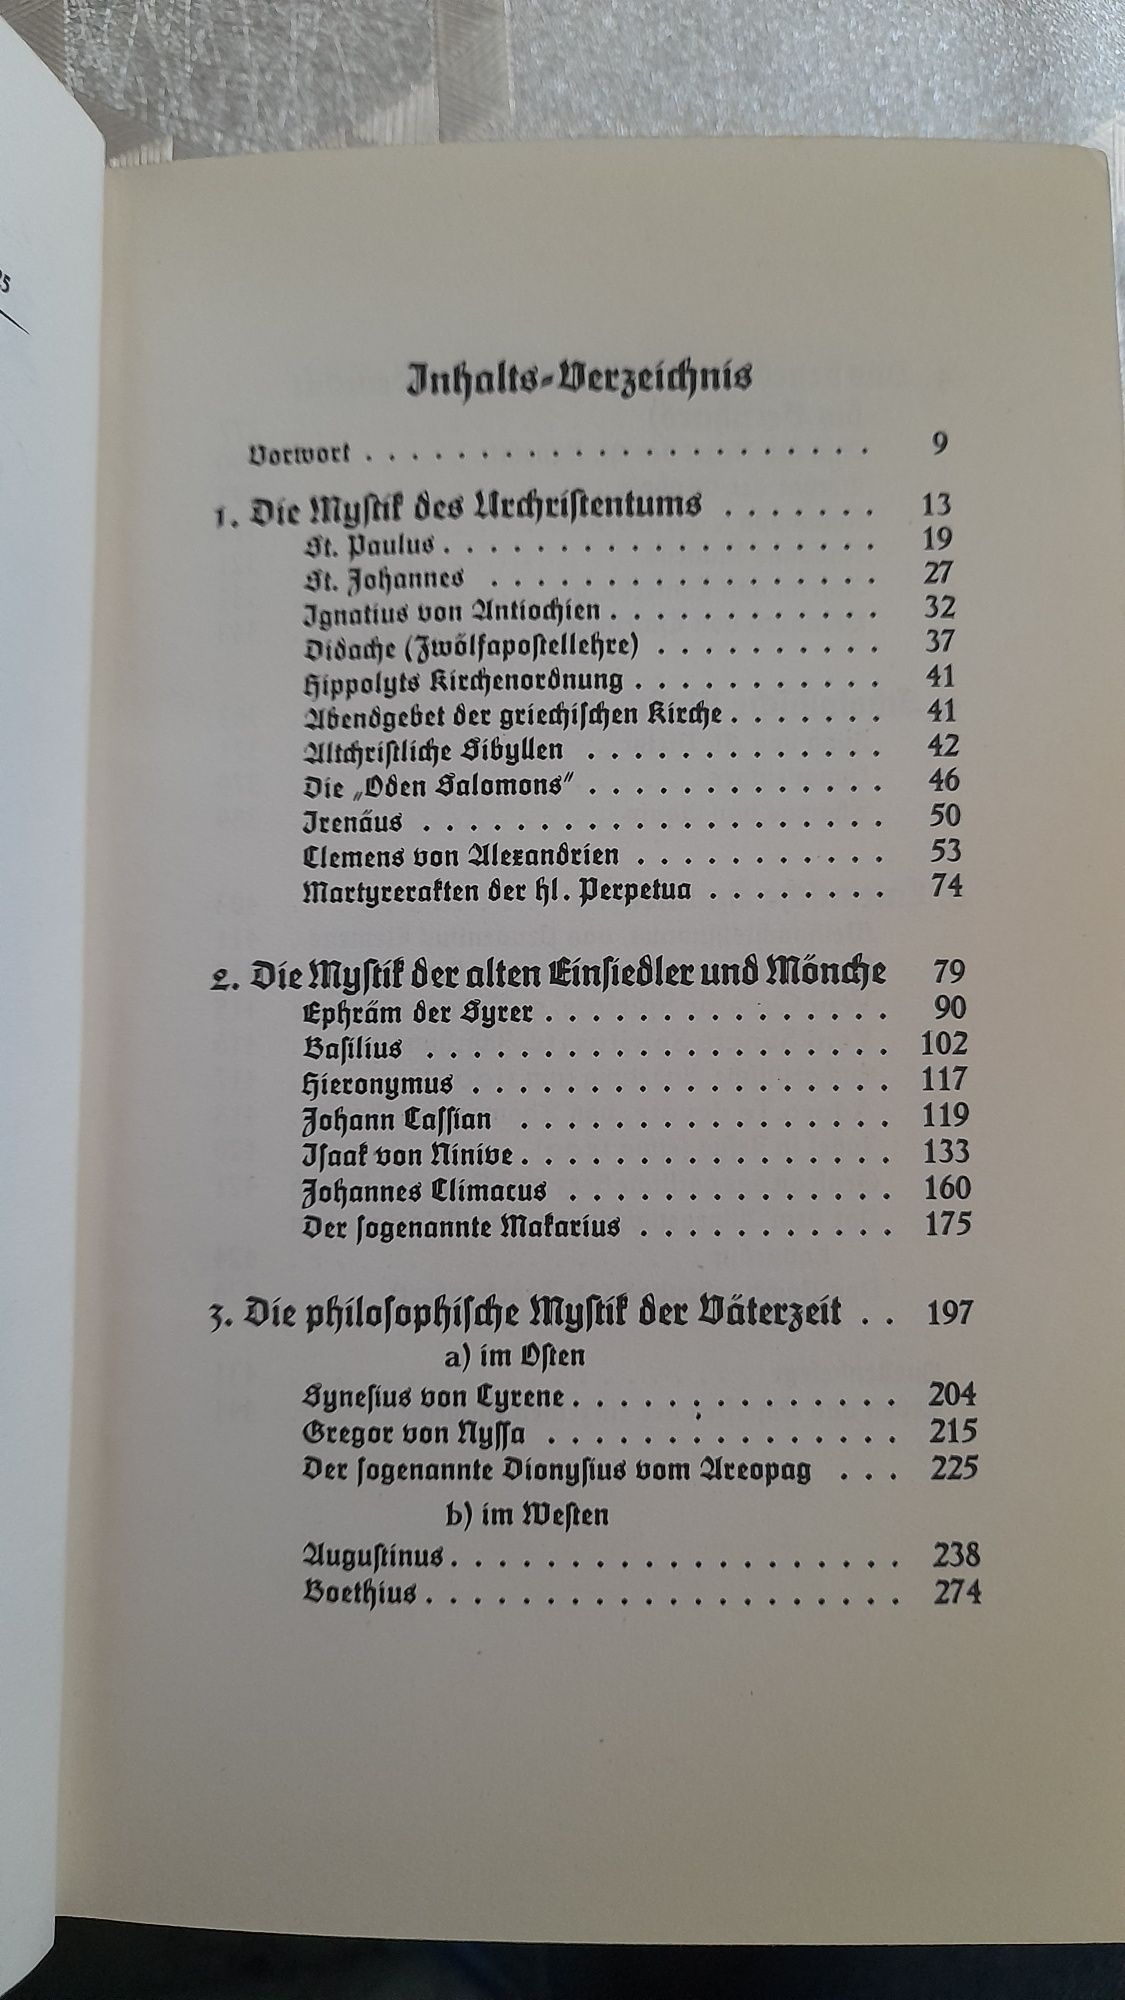 25
Inhalts-Verzeichnis
Vorwort . . . . . . . . . . . . . . . . . . . . . . 9
1. Die Myſtik des Urchriſtentums . . . . . . . 13
St. Paulus . . . . . . . . . . . . . . . . . . . 19
St. Johannes . . . . . . . . . . . . . . . . . 27
Ignatius von Antiochien . . . . . . . . . . . . 32
Didache (Zwölfapoſtellehre) . . . . . . . . . . 37
Hippolyts Kirchenordnung . . . . . . . . . . . 41
Abendgebet der griechiſchen Kirche . . . . . . . 41
Altchriſtliche Sibyllen . . . . . . . . . . . . . 42
Die „Oden Salomons“ . . . . . . . . . . . . . 46
Irenäus . . . . . . . . . . . . . . . . . . . . 50
Clemens von Alexandrien . . . . . . . . . . . 53
Martyrerakten der hl. Perpetua . . . . . . . . 74
2. Die Myſtik der alten Einſiedler und Mönche 79
Ephräm der Syrer . . . . . . . . . . . . . . . 90
Baſilius . . . . . . . . . . . . . . . . . . . . 102
Hieronymus . . . . . . . . . . . . . . . . . . 117
Johann Caſſian . . . . . . . . . . . . . . . . 119
Iſaak von Ninive . . . . . . . . . . . . . . . . 133
Johannes Climacus . . . . . . . . . . . . . . 160
Der ſogenannte Makarius . . . . . . . . . . . 175
3. Die philoſophiſche Myſtik der Väterzeit . . 197
a) im Oſten
Syneſius von Cyrene . . . . . . . . . . . . . . 204
Gregor von Nyſſa . . . . . . . . . . . . . . . 215
Der ſogenannte Dionyſius vom Areopag . . . 225
b) im Weſten
Auguſtinus . . . . . . . . . . . . . . . . . . . 238
Boethius . . . . . . . . . . . . . . . . . . . . 274